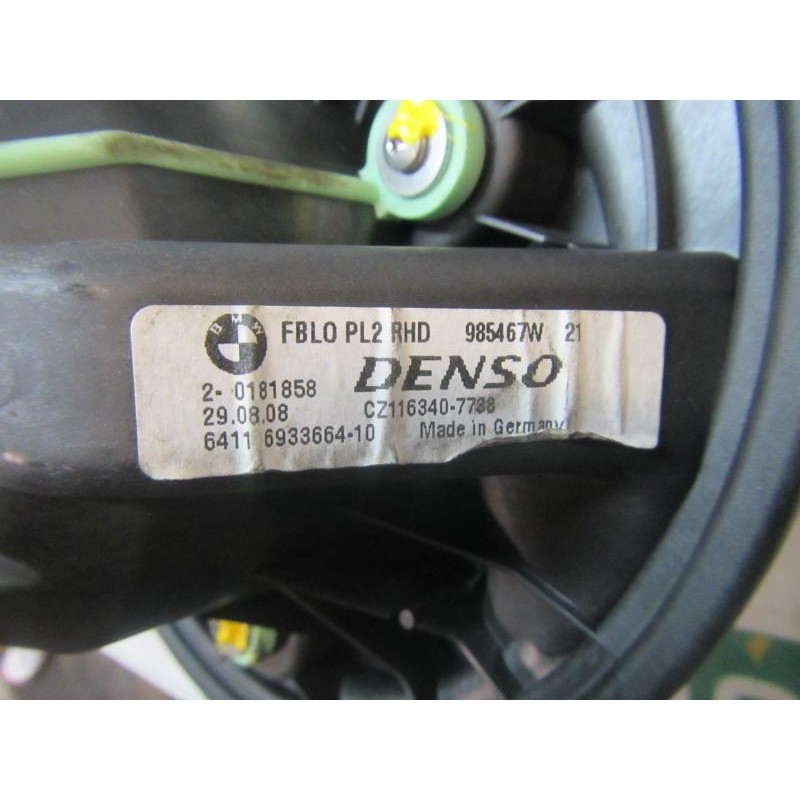 BMW
FBLO PL2 RHD 985467W 21
DENSO
2- 0181858
29.08.08 CZ116340-7788
6411 6933664-10 Made in Germany